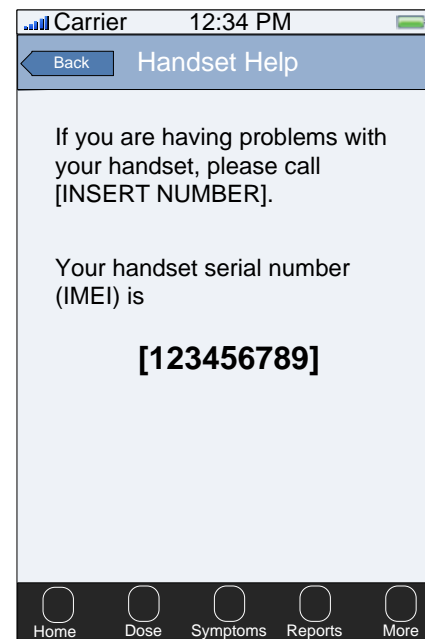 Carrier 12:34 PM
Back Handset Help
If you are having problems with
your handset, please call
[INSERT NUMBER].
Your handset serial number
(IMEI) is
[123456789]
Home Dose Symptoms Reports More